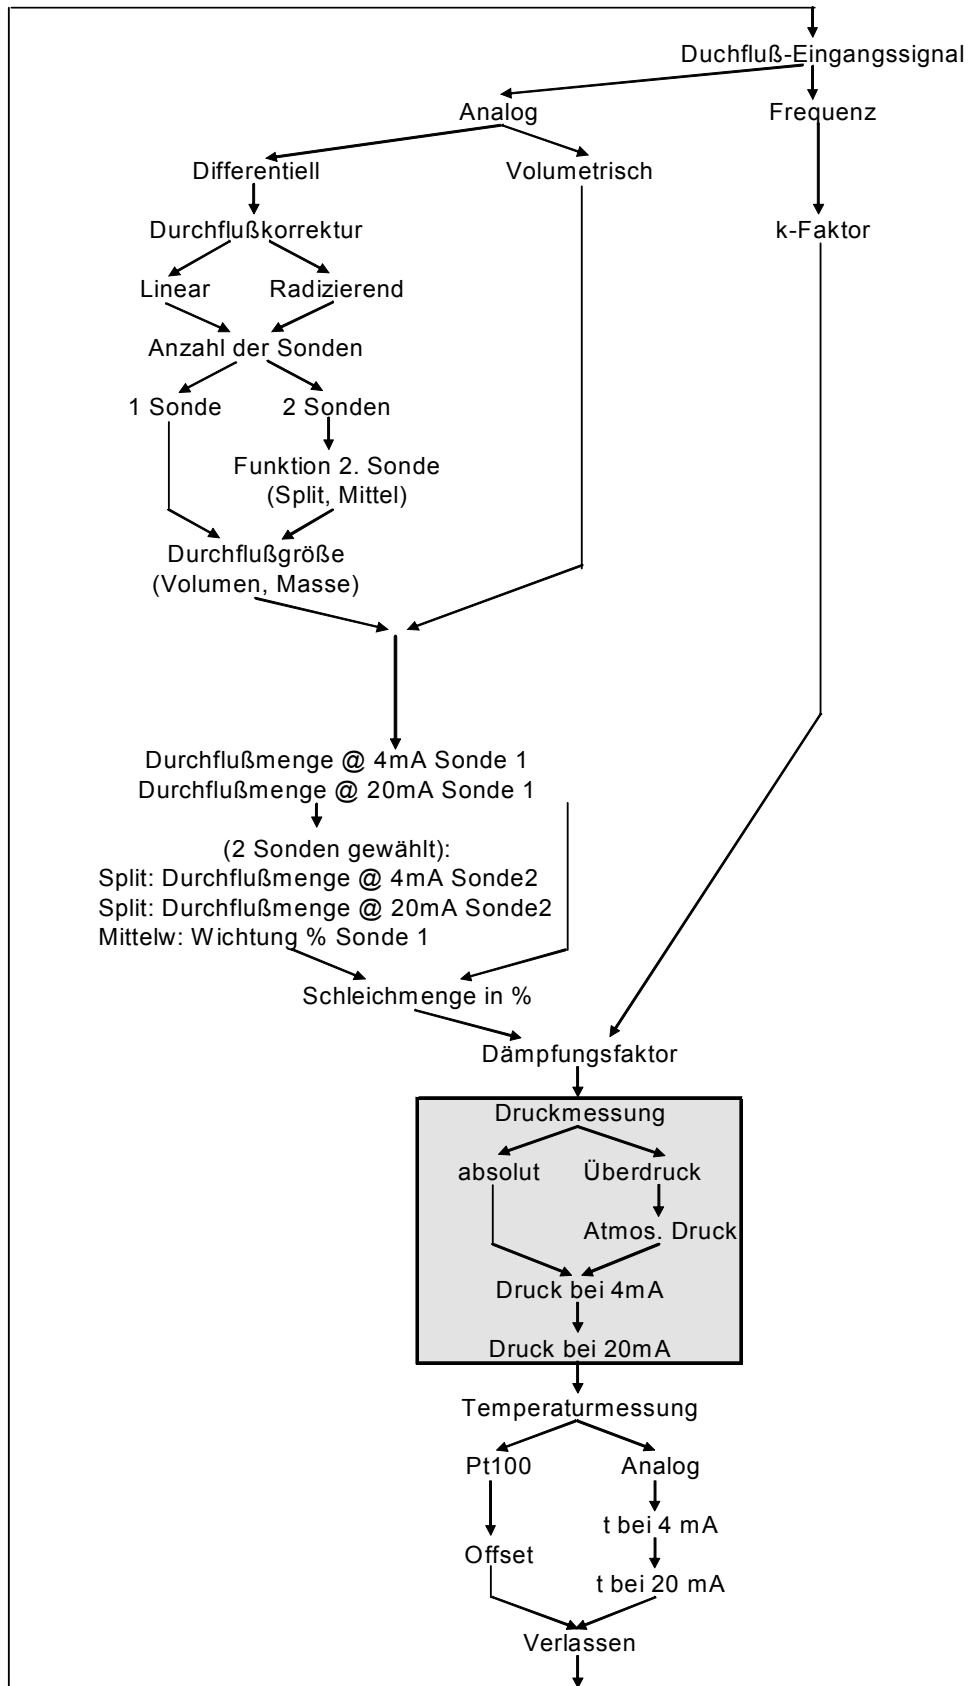 Duchfluß-Eingangssignal
Analog
Frequenz
Differentiell
Volumetrisch
Durchflußkorrektur
k-Faktor
Linear
Radizierend
Anzahl der Sonden
1 Sonde
2 Sonden
Funktion 2. Sonde
(Split, Mittel)
Durchflußgröße
(Volumen, Masse)
Durchflußmenge @ 4mA Sonde 1
Durchflußmenge @ 20mA Sonde 1
(2 Sonden gewählt):
Split: Durchflußmenge @ 4mA Sonde2
Split: Durchflußmenge @ 20mA Sonde2
Mittelw: Wichtung % Sonde 1
Schleichmenge in %
Dämpfungsfaktor
Druckmessung
absolut
Überdruck
Atmos. Druck
Druck bei 4mA
Druck bei 20mA
Temperaturmessung
Pt100
Analog
t bei 4 mA
Offset
t bei 20 mA
Verlassen